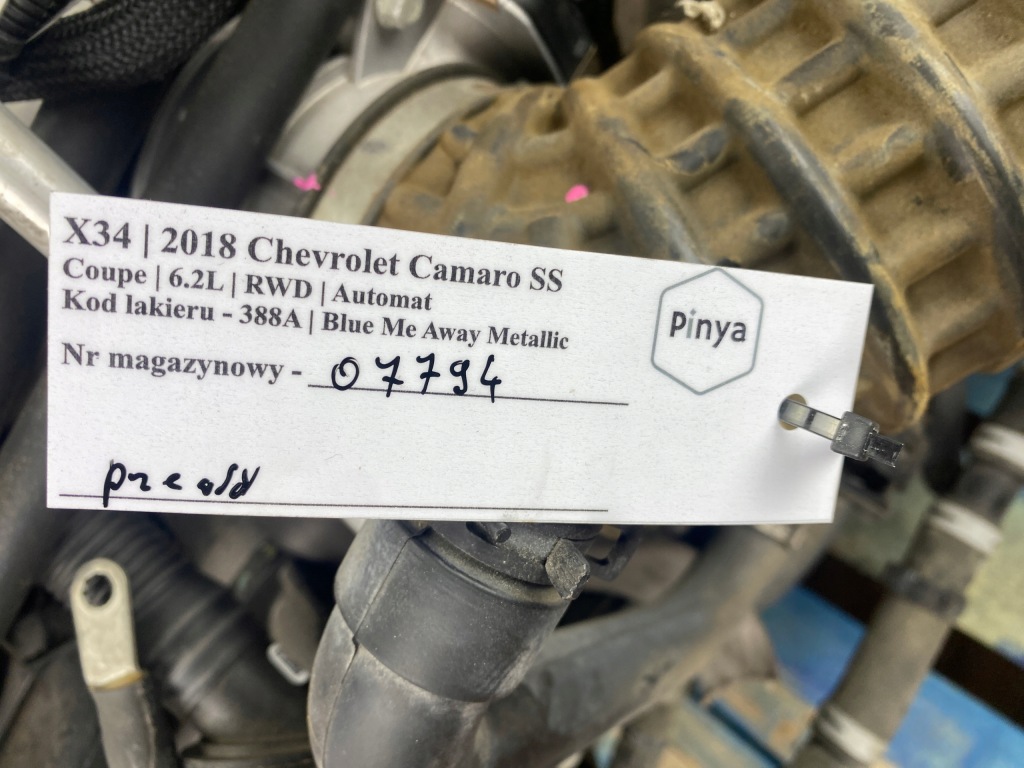 X34 | 2018 Chevrolet Camaro SS
Coupe | 6.2L | RWD | Automat
Kod lakieru - 388A | Blue Me Away Metallic
Nr magazynowy - 07794
Pinya